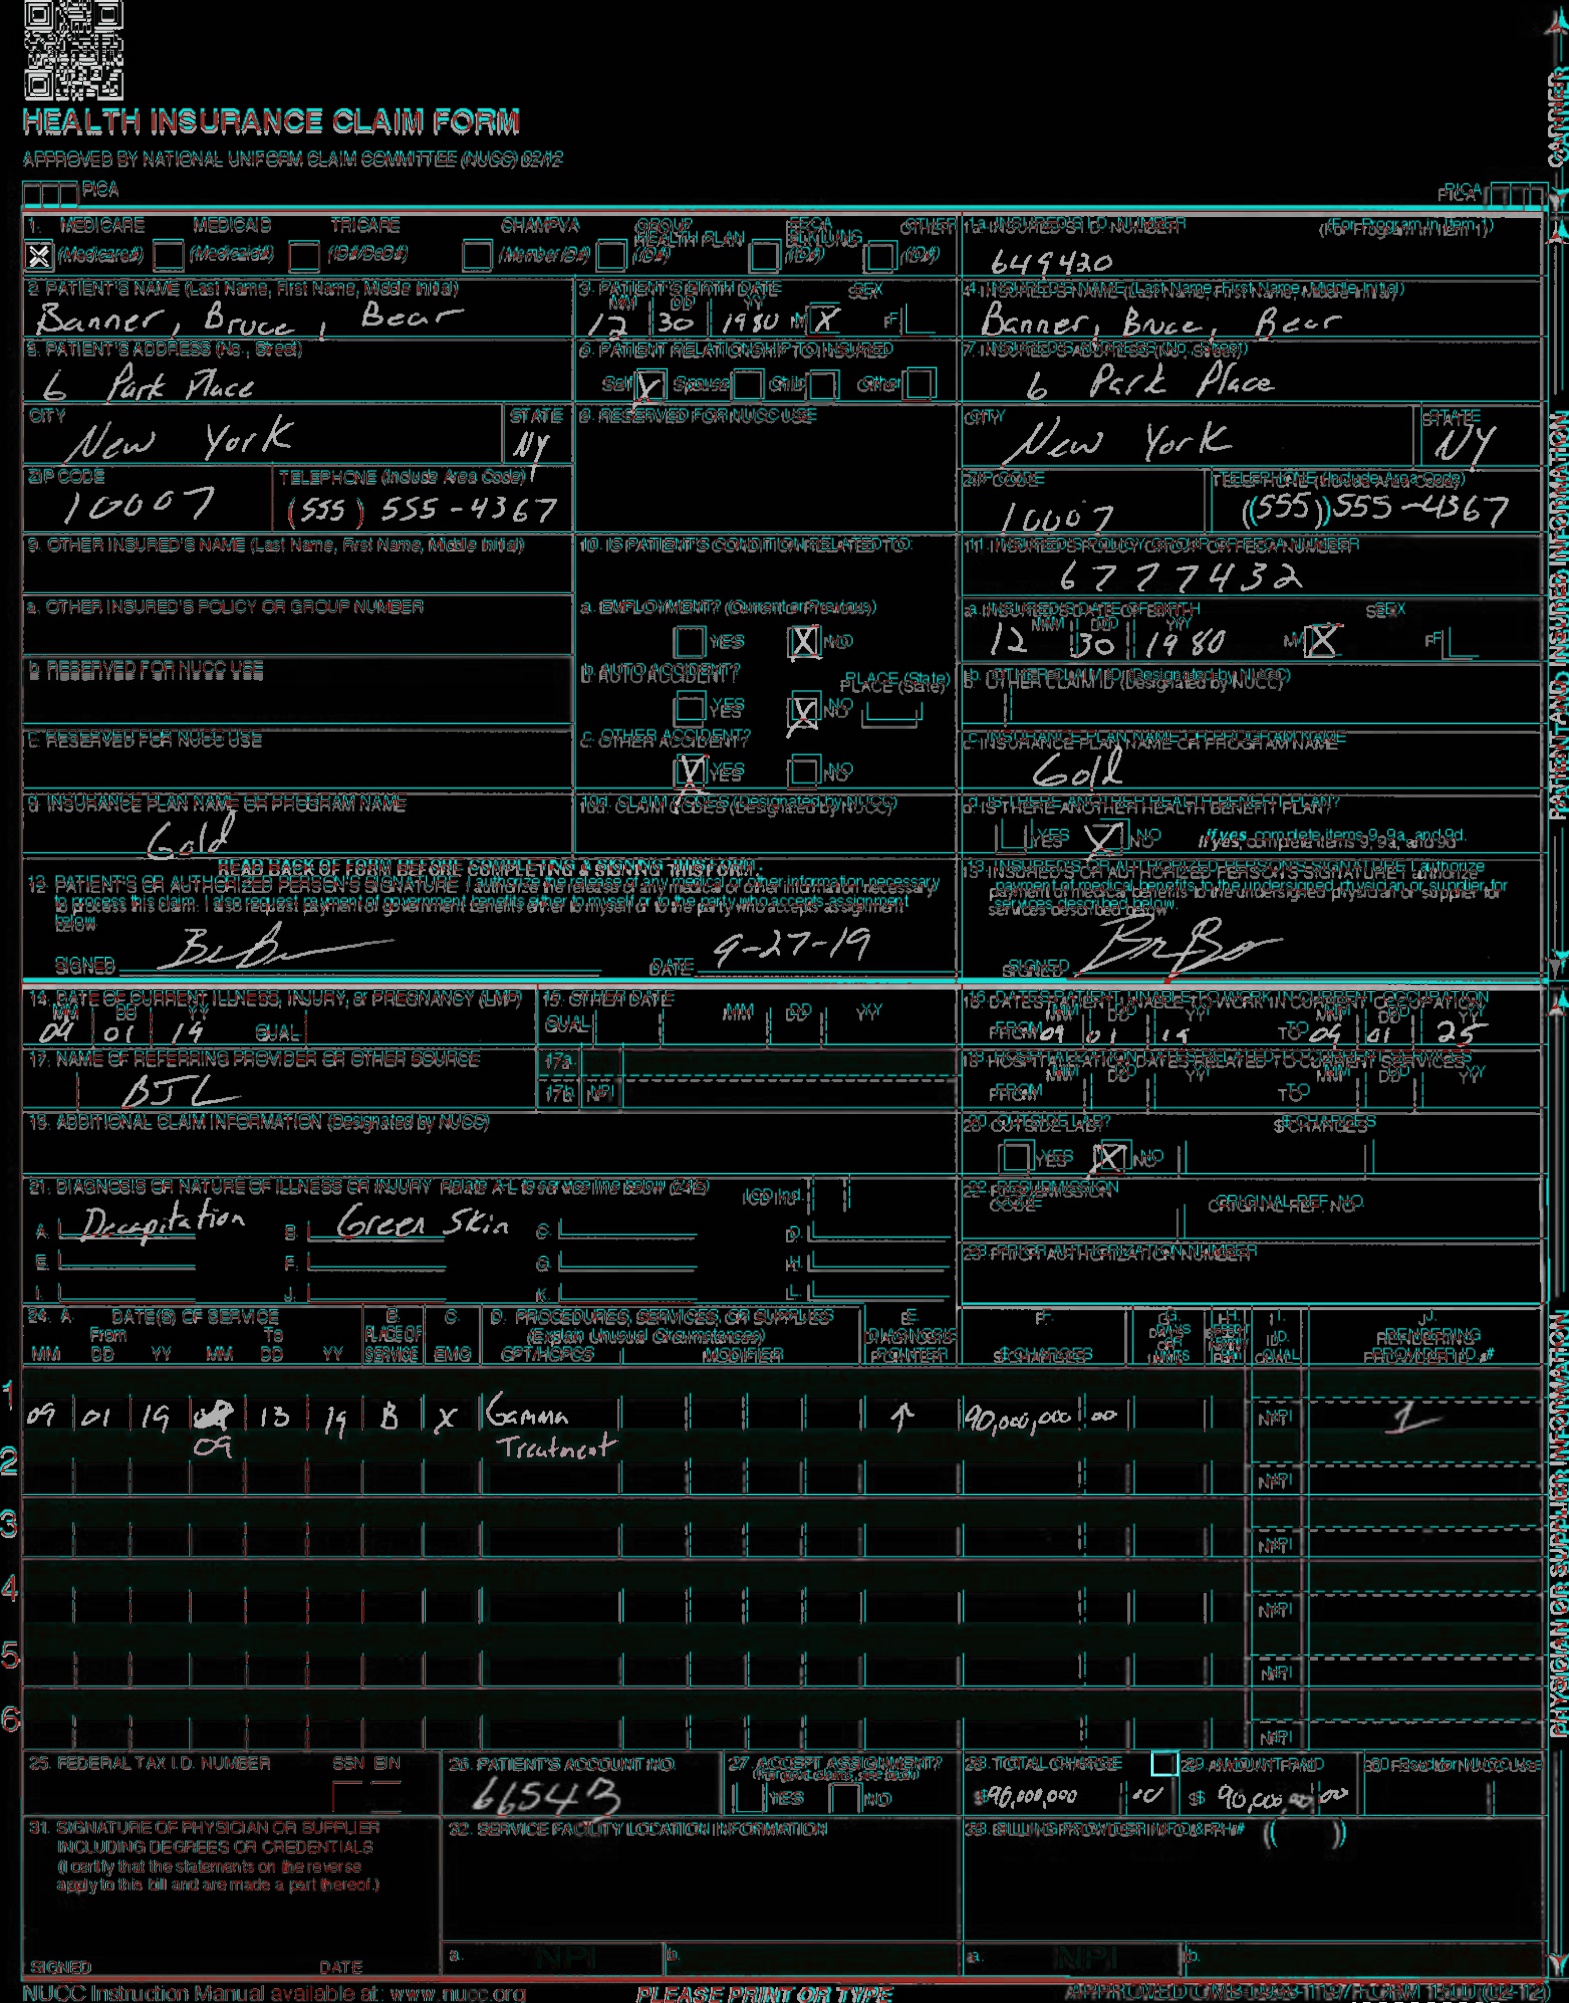 HEALTH INSURANCE CLAIM FORM
APPROVED BY NATIONAL UNIFORM CLAIM COMMITTEE (NUCC) 02/12
PICA
PICA
CARRIER
1. MEDICARE MEDICAID TRICARE CHAMPVA GROUP HEALTH PLAN FECA BLK LUNG OTHER
(Medicare#) (Medicaid#) (ID#/DoD#) (Member ID#) (ID#) (ID#) (ID#)
1a. INSURED'S I.D. NUMBER (For Program in Item 1)
649420
2. PATIENT'S NAME (Last Name, First Name, Middle Initial)
Banner, Bruce, Bear
3. PATIENT'S BIRTH DATE SEX
MM DD YY
12 30 1980 M X F
4. INSURED'S NAME (Last Name, First Name, Middle Initial)
Banner, Bruce, Bear
5. PATIENT'S ADDRESS (No., Street)
6 Park Place
6. PATIENT RELATIONSHIP TO INSURED
Self X Spouse Child Other
7. INSURED'S ADDRESS (No., Street)
6 Park Place
CITY STATE
New York NY
8. RESERVED FOR NUCC USE
CITY STATE
New York NY
ZIP CODE TELEPHONE (Include Area Code)
10007 (555) 555-4367
ZIP CODE TELEPHONE (Include Area Code)
10007 (555) 555-4367
9. OTHER INSURED'S NAME (Last Name, First Name, Middle Initial)
10. IS PATIENT'S CONDITION RELATED TO:
11. INSURED'S POLICY GROUP OR FECA NUMBER
6777432
a. OTHER INSURED'S POLICY OR GROUP NUMBER
a. EMPLOYMENT? (Current or Previous)
YES X NO
a. INSURED'S DATE OF BIRTH SEX
MM DD YY
12 30 1980 M X F
b. RESERVED FOR NUCC USE
b. AUTO ACCIDENT? PLACE (State)
YES X NO
b. OTHER CLAIM ID (Designated by NUCC)
c. RESERVED FOR NUCC USE
c. OTHER ACCIDENT?
X YES NO
c. INSURANCE PLAN NAME OR PROGRAM NAME
Gold
d. INSURANCE PLAN NAME OR PROGRAM NAME
Gold
10d. CLAIM CODES (Designated by NUCC)
d. IS THERE ANOTHER HEALTH BENEFIT PLAN?
YES X NO If yes, complete items 9, 9a, and 9d.
READ BACK OF FORM BEFORE COMPLETING & SIGNING THIS FORM.
12. PATIENT'S OR AUTHORIZED PERSON'S SIGNATURE I authorize the release of any medical or other information necessary
to process this claim. I also request payment of government benefits either to myself or to the party who accepts assignment
below.
SIGNED DATE 9-27-19
13. INSURED'S OR AUTHORIZED PERSON'S SIGNATURE I authorize
payment of medical benefits to the undersigned physician or supplier for
services described below.
SIGNED
PATIENT AND INSURED INFORMATION
14. DATE OF CURRENT ILLNESS, INJURY, or PREGNANCY (LMP)
MM DD YY
09 01 19 QUAL.
15. OTHER DATE
QUAL. MM DD YY
16. DATES PATIENT UNABLE TO WORK IN CURRENT OCCUPATION
MM DD YY MM DD YY
FROM 09 01 19 TO 09 01 25
17. NAME OF REFERRING PROVIDER OR OTHER SOURCE
BJL
17a.
17b. NPI
18. HOSPITALIZATION DATES RELATED TO CURRENT SERVICES
MM DD YY MM DD YY
FROM TO
19. ADDITIONAL CLAIM INFORMATION (Designated by NUCC)
20. OUTSIDE LAB? $ CHARGES
YES X NO
21. DIAGNOSIS OR NATURE OF ILLNESS OR INJURY Relate A-L to service line below (24E) ICD Ind.
A. Decapitation B. Green Skin C. D.
E. F. G. H.
I. J. K. L.
22. RESUBMISSION
CODE ORIGINAL REF. NO.
23. PRIOR AUTHORIZATION NUMBER
24. A. DATE(S) OF SERVICE B. C. D. PROCEDURES, SERVICES, OR SUPPLIES E. F. G. H. I. J.
From To PLACE OF (Explain Unusual Circumstances) DIAGNOSIS DAYS OR UNITS ID. RENDERING
MM DD YY MM DD YY SERVICE EMG CPT/HCPCS MODIFIER POINTER $ CHARGES QUAL. PROVIDER ID. #
1
09 01 19 13 19 B X Gamma ↑ 90,000,000 00 NPI 1
09 Treatment
2 NPI
3 NPI
4 NPI
5 NPI
6 NPI
25. FEDERAL TAX I.D. NUMBER SSN EIN
26. PATIENT'S ACCOUNT NO.
66543
27. ACCEPT ASSIGNMENT?
(For govt. claims, see back)
YES NO
28. TOTAL CHARGE
$ 90,000,000 00
29. AMOUNT PAID
$ 90,000,000 00
30. Rsvd for NUCC Use
31. SIGNATURE OF PHYSICIAN OR SUPPLIER
INCLUDING DEGREES OR CREDENTIALS
(I certify that the statements on the reverse
apply to this bill and are made a part thereof.)
SIGNED DATE
32. SERVICE FACILITY LOCATION INFORMATION
a. NPI b.
33. BILLING PROVIDER INFO & PH # ( )
a. NPI b.
PHYSICIAN OR SUPPLIER INFORMATION
NUCC Instruction Manual available at: www.nucc.org
PLEASE PRINT OR TYPE
APPROVED OMB-0938-1197 FORM 1500 (02-12)